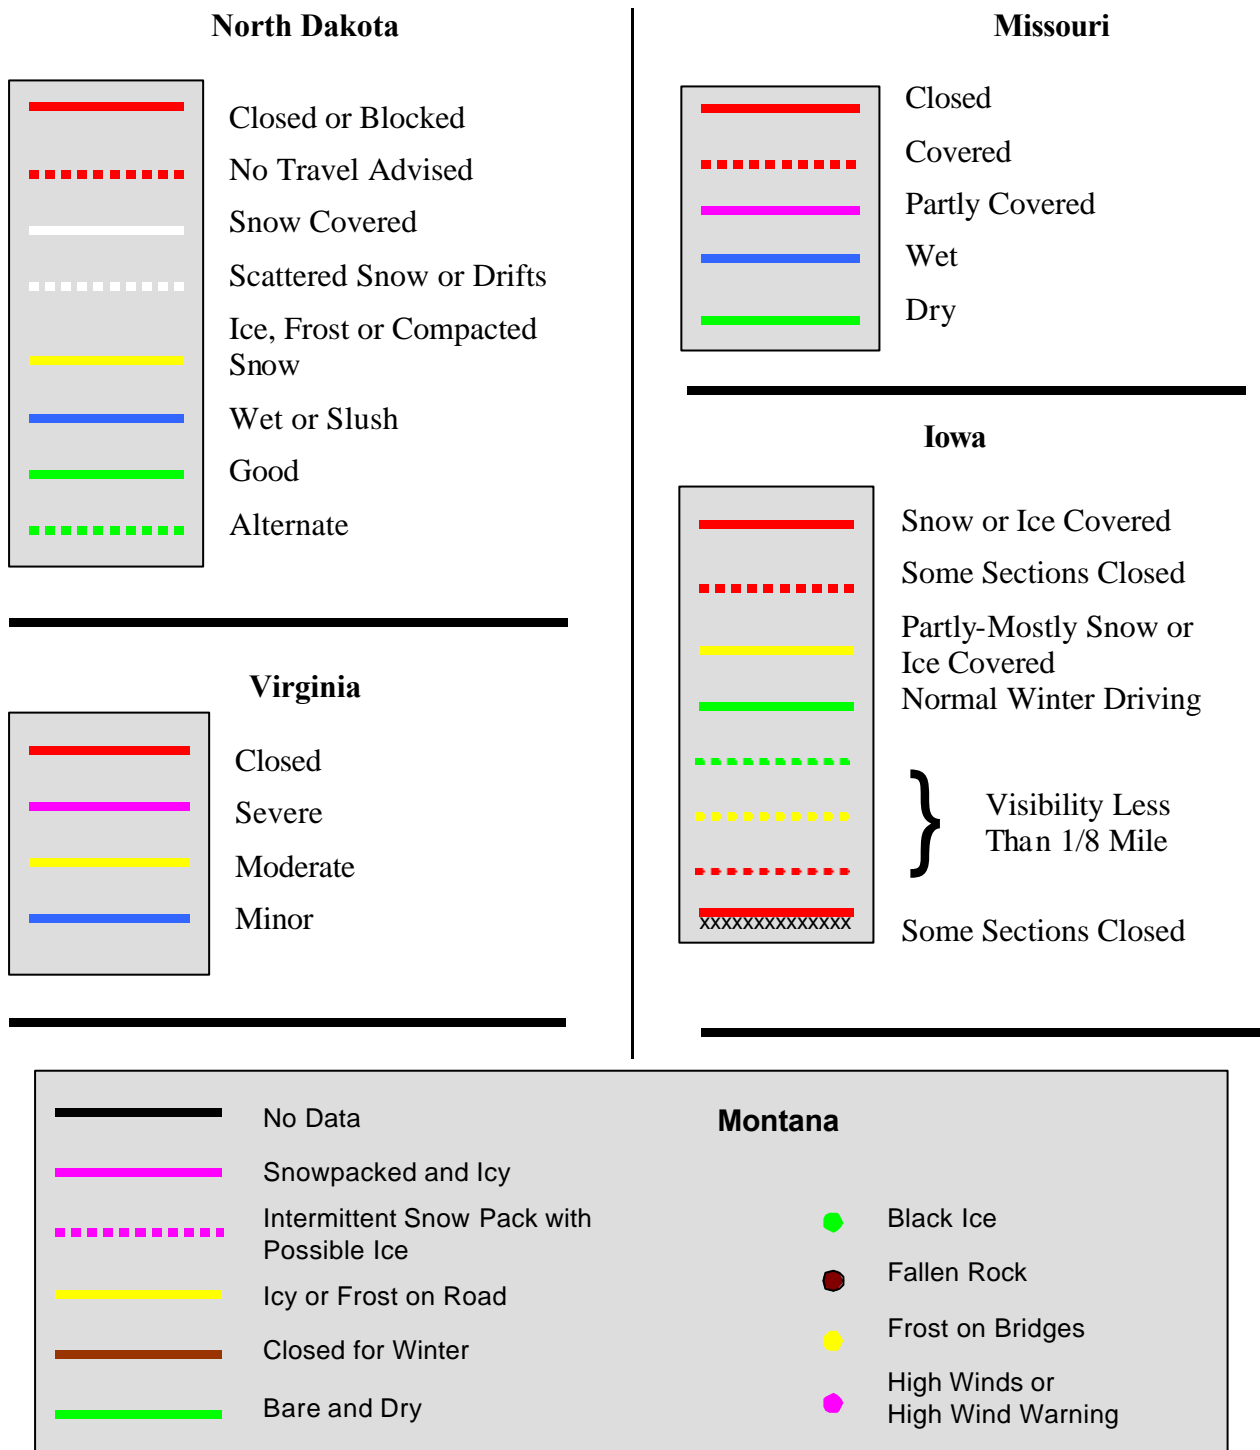 North Dakota
Closed or Blocked
No Travel Advised
Snow Covered
Scattered Snow or Drifts
Ice, Frost or Compacted
Snow
Wet or Slush
Good
Alternate
Virginia
Closed
Severe
Moderate
Minor
Missouri
Closed
Covered
Partly Covered
Wet
Dry
Iowa
Snow or Ice Covered
Some Sections Closed
Partly-Mostly Snow or
Ice Covered
Normal Winter Driving
} Visibility Less
Than 1/8 Mile
xxxxxxxxxxxxxx
Some Sections Closed
Montana
No Data
Snowpacked and Icy
Intermittent Snow Pack with
Possible Ice
Icy or Frost on Road
Closed for Winter
Bare and Dry
Black Ice
Fallen Rock
Frost on Bridges
High Winds or
High Wind Warning